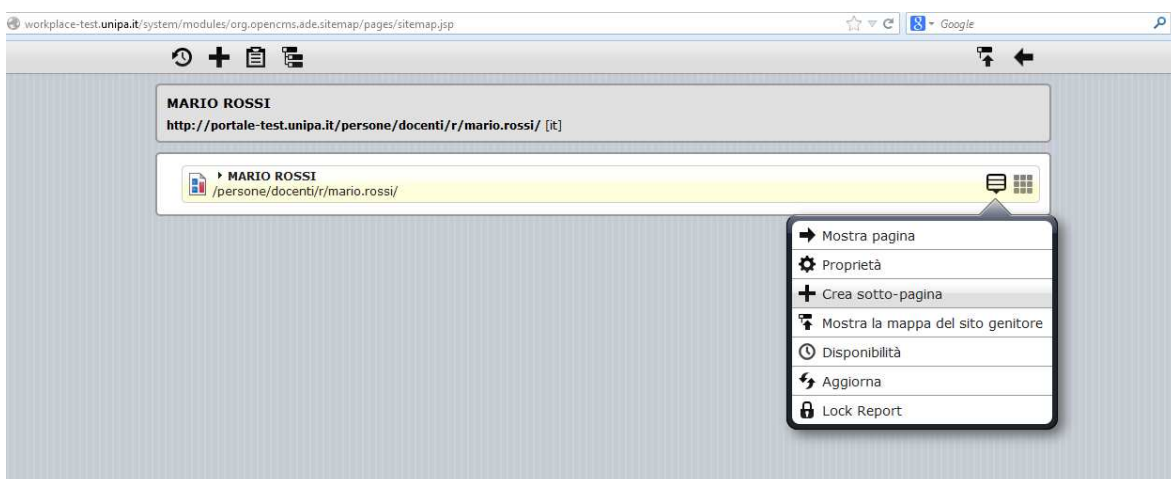 workplace-test.unipa.it/system/modules/org.opencms.ade.sitemap/pages/sitemap.jsp
Google
MARIO ROSSI
http://portale-test.unipa.it/persone/docenti/r/mario.rossi/ [it]
MARIO ROSSI
/persone/docenti/r/mario.rossi/
Mostra pagina
Proprietà
Crea sotto-pagina
Mostra la mappa del sito genitore
Disponibilità
Aggiorna
Lock Report